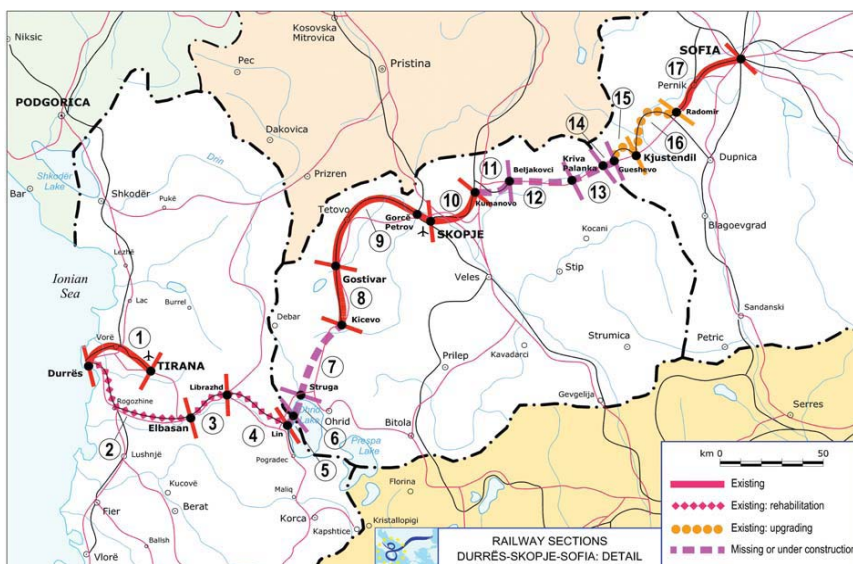 Niksic
Kosovska
Mitrovica
Pec
Pristina
SOFIA
17
Pernik
PODGORICA
Dakovica
15
Radomir
14
16
Shkodër
Lake
Drin
Prizren
11
Kriva
Palanka
Kjustendil
Dupnica
Bar
Beljakovci
Gueshevo
Shkodër
Pukë
10
Kumanovo
12
13
Tetovo
Gorcë
Petrov
9
SKOPJE
Kocani
Blagoevgrad
Lezhë
Ionian
Sea
Gostivar
Veles
Stip
Lac
Burrel
8
Sandanski
Debar
Kicevo
Vorë
1
Strumica
Petric
TIRANA
Durrës
7
Prilep
Kavadarci
Librazhd
Struga
Rogozhine
Ohrid
Lake
Ohrid
Gevgelija
Elbasan
3
4
Lin
6
Bitola
Serres
2
Prespa
Lake
Lushnjë
Pogradec
5
km 0
50
Kucovë
Maliq
Florina
Existing
Fier
Berat
Korca
Kristallopigi
Existing: rehabilitation
Kapshtice
Existing: upgrading
Ballsh
RAILWAY SECTIONS
DURRËS-SKOPJE-SOFIA: DETAIL
Missing or under construction
Vlorë